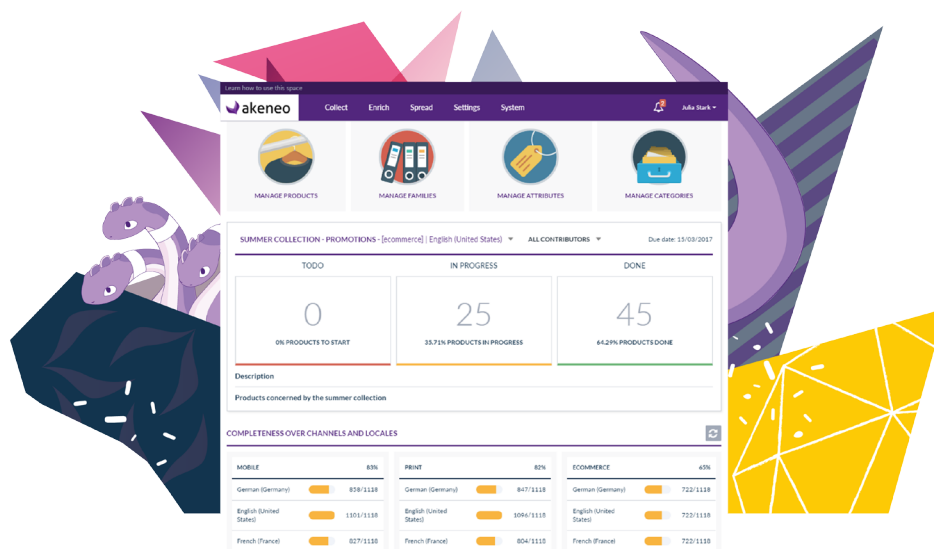 Learn how to use this space
akeneo Collect Enrich Spread Settings System 2 Julia Stark
MANAGE PRODUCTS MANAGE FAMILIES MANAGE ATTRIBUTES MANAGE CATEGORIES
SUMMER COLLECTION - PROMOTIONS - [ecommerce] | English (United States) ALL CONTRIBUTORS Due date: 15/03/2017
TODO IN PROGRESS DONE
0 25 45
0% PRODUCTS TO START 35.71% PRODUCTS IN PROGRESS 64.29% PRODUCTS DONE
Description
Products concerned by the summer collection
COMPLETENESS OVER CHANNELS AND LOCALES
MOBILE 83% PRINT 82% ECOMMERCE 65%
German (Germany) 858/1118 German (Germany) 847/1118 German (Germany) 722/1118
English (United States) 1101/1118 English (United States) 1096/1118 English (United States) 722/1118
French (France) 827/1118 French (France) 804/1118 French (France) 722/1118